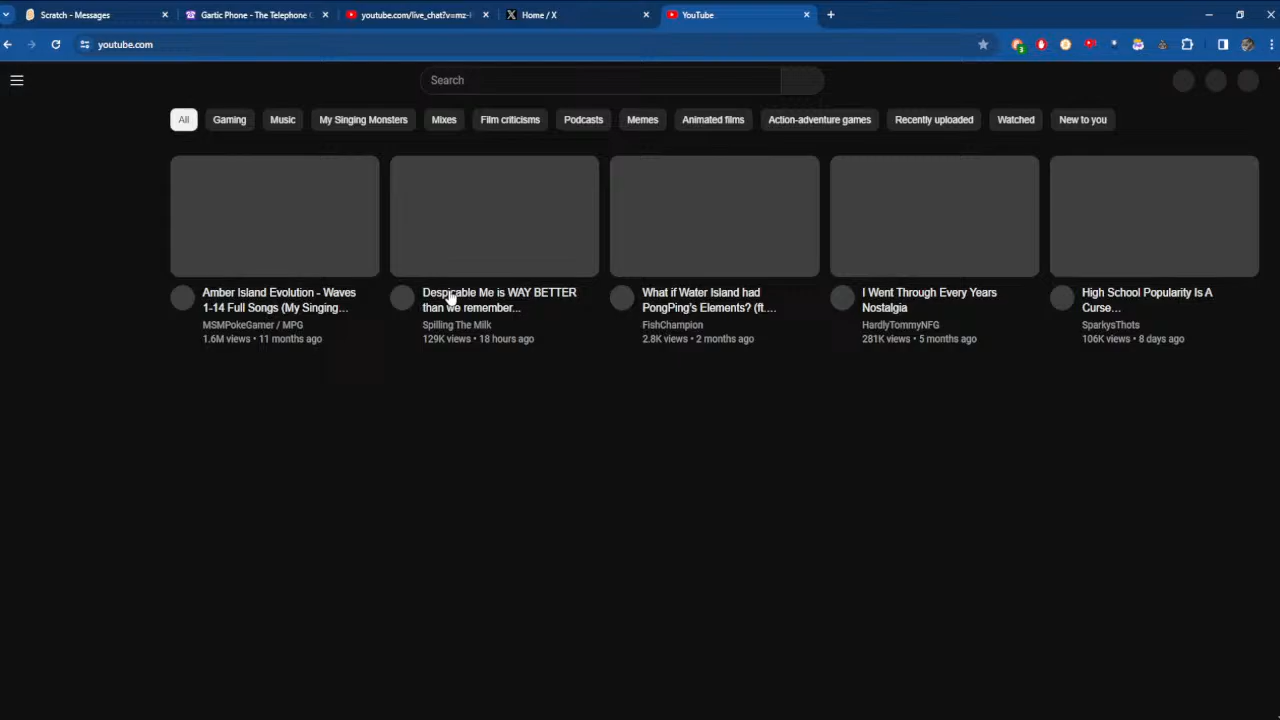 Scratch - Messages
Gartic Phone - The Telephone G
youtube.com/live_chat?v=mz-
Home / X
YouTube
youtube.com
3
Search
All
Gaming
Music
My Singing Monsters
Mixes
Film criticisms
Podcasts
Memes
Animated films
Action-adventure games
Recently uploaded
Watched
New to you
Amber Island Evolution - Waves
1-14 Full Songs (My Singing...
MSMPokeGamer / MPG
1.6M views • 11 months ago
Despicable Me is WAY BETTER
than we remember...
Spilling The Milk
129K views • 18 hours ago
What if Water Island had
PongPing's Elements? (ft....
FishChampion
2.8K views • 2 months ago
I Went Through Every Years
Nostalgia
HardlyTommyNFG
281K views • 5 months ago
High School Popularity Is A
Curse...
SparkysThots
106K views • 8 days ago